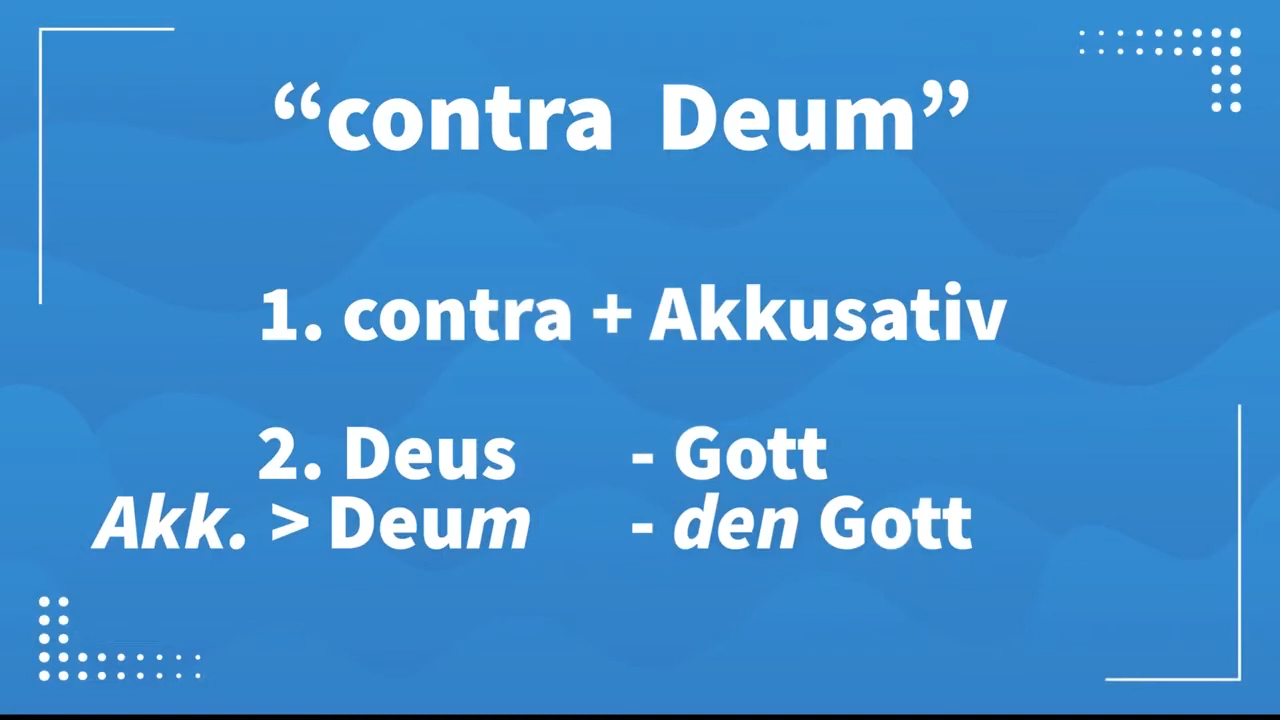 “contra Deum”
1. contra + Akkusativ
2. Deus - Gott
Akk. > Deum - den Gott